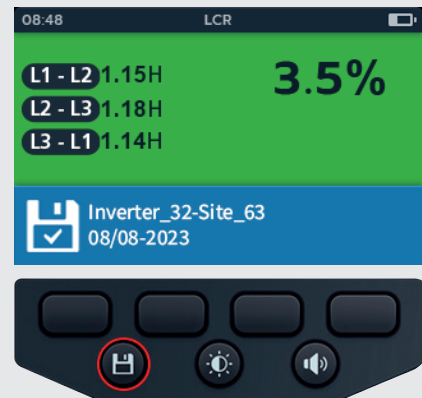 08:48 LCR
L1 - L2 1.15H 3.5%
L2 - L3 1.18H
L3 - L1 1.14H
Inverter_32-Site_63
08/08-2023